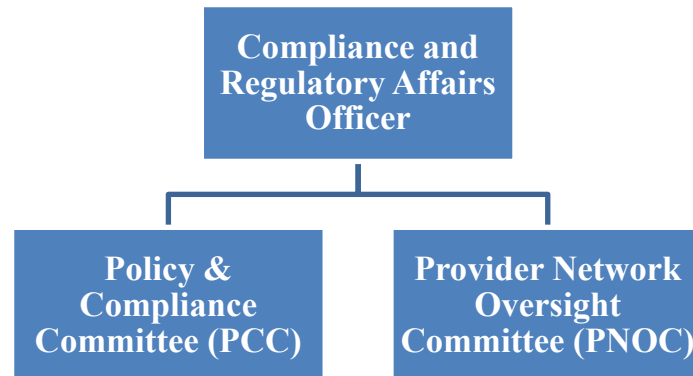 Compliance and
Regulatory Affairs
Officer
Policy &
Compliance
Committee (PCC)
Provider Network
Oversight
Committee (PNOC)